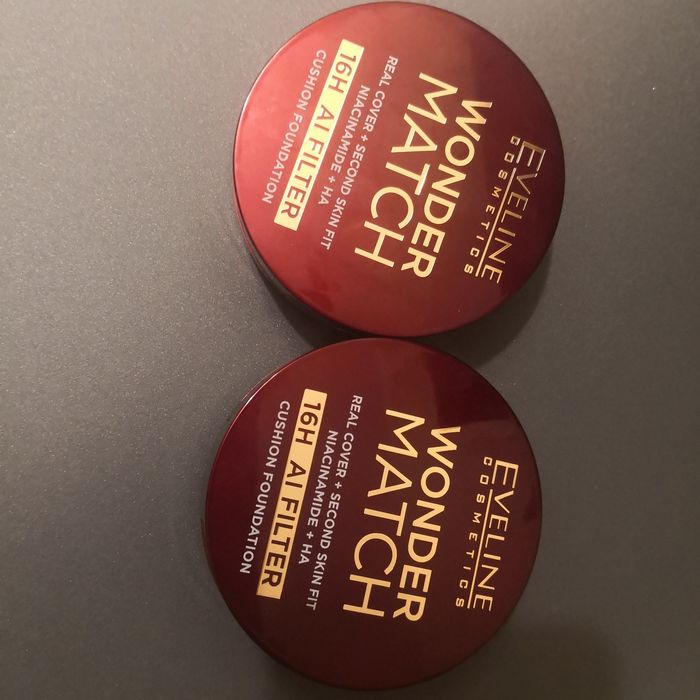 EVELINE
COSMETICS
WONDER
MATCH
REAL COVER + SECOND SKIN FIT
NIACINAMIDE + HA
16H AI FILTER
CUSHION FOUNDATION
EVELINE
COSMETICS
WONDER
MATCH
REAL COVER + SECOND SKIN FIT
NIACINAMIDE + HA
16H AI FILTER
CUSHION FOUNDATION